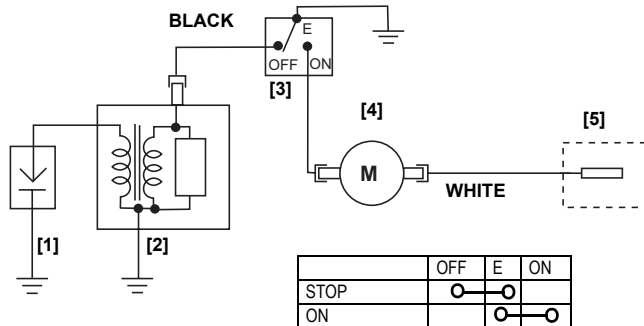 BLACK
E
OFF ON
[3]
[4]
[5]
M
WHITE
[1]
[2]
OFF E ON
STOP
ON